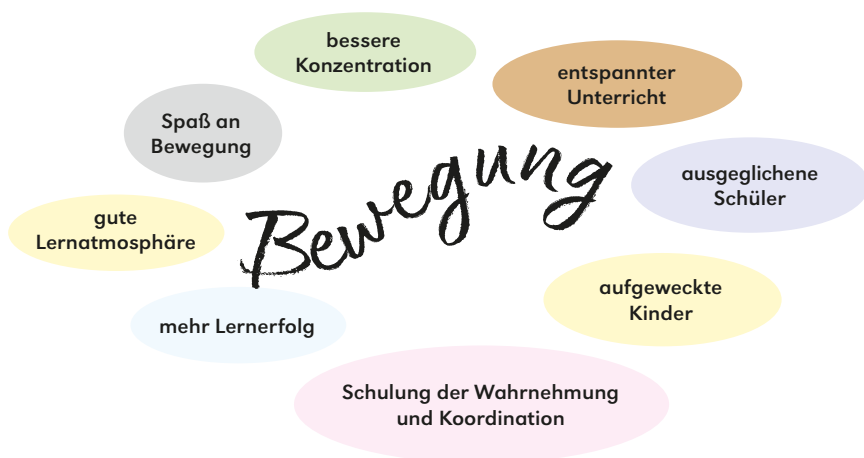 bessere
Konzentration
entspannter
Unterricht
Spaß an
Bewegung
Bewegung
ausgeglichene
Schüler
gute
Lernatmosphäre
aufgeweckte
Kinder
mehr Lernerfolg
Schulung der Wahrnehmung
und Koordination